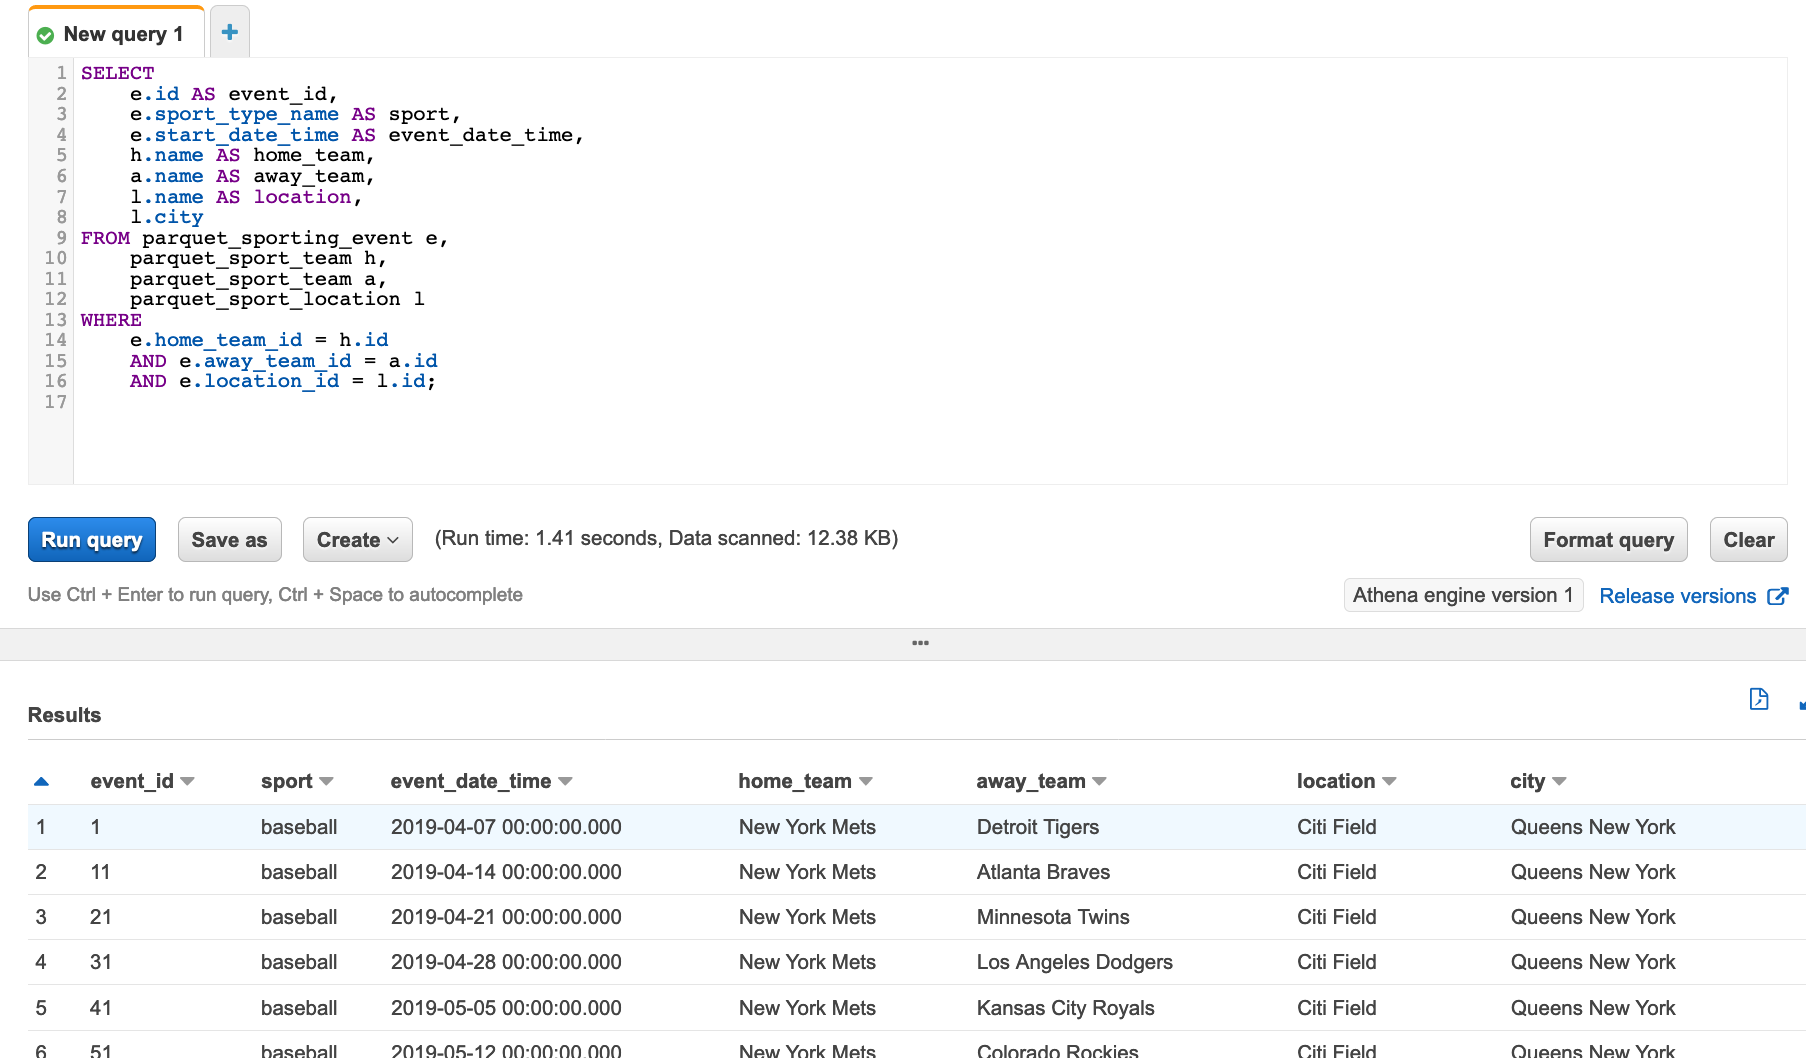 New query 1
1 SELECT
2 e.id AS event_id,
3 e.sport_type_name AS sport,
4 e.start_date_time AS event_date_time,
5 h.name AS home_team,
6 a.name AS away_team,
7 l.name AS location,
8 l.city
9 FROM parquet_sporting_event e,
10 parquet_sport_team h,
11 parquet_sport_team a,
12 parquet_sport_location l
13 WHERE
14 e.home_team_id = h.id
15 AND e.away_team_id = a.id
16 AND e.location_id = l.id;
17
Run query Save as Create (Run time: 1.41 seconds, Data scanned: 12.38 KB) Format query Clear
Use Ctrl + Enter to run query, Ctrl + Space to autocomplete Athena engine version 1 Release versions
Results
event_id sport event_date_time home_team away_team location city
1 1 baseball 2019-04-07 00:00:00.000 New York Mets Detroit Tigers Citi Field Queens New York
2 11 baseball 2019-04-14 00:00:00.000 New York Mets Atlanta Braves Citi Field Queens New York
3 21 baseball 2019-04-21 00:00:00.000 New York Mets Minnesota Twins Citi Field Queens New York
4 31 baseball 2019-04-28 00:00:00.000 New York Mets Los Angeles Dodgers Citi Field Queens New York
5 41 baseball 2019-05-05 00:00:00.000 New York Mets Kansas City Royals Citi Field Queens New York
6 51 baseball 2019-05-12 00:00:00.000 New York Mets Colorado Rockies Citi Field Queens New York